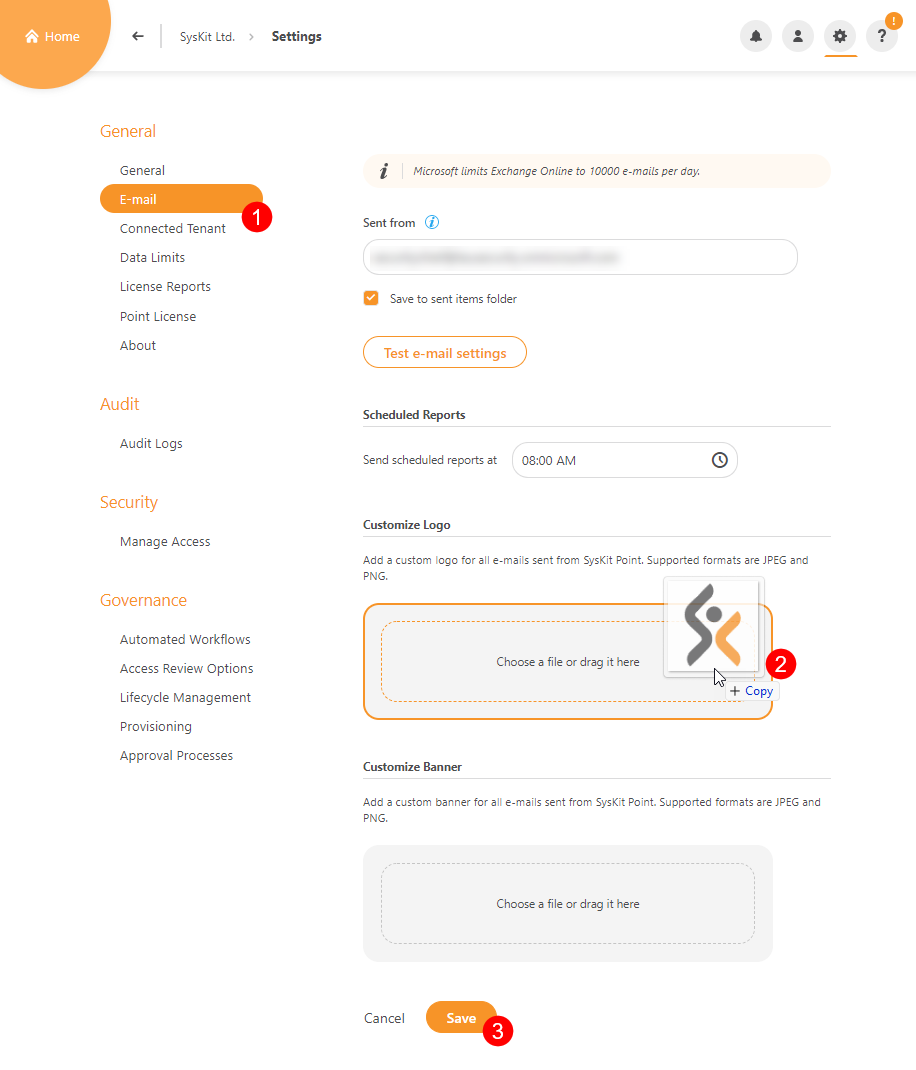 Home
SysKit Ltd. > Settings
?
!
General
General
E-mail
1
Connected Tenant
Data Limits
License Reports
Point License
About
Audit
Audit Logs
Security
Manage Access
Governance
Automated Workflows
Access Review Options
Lifecycle Management
Provisioning
Approval Processes
i Microsoft limits Exchange Online to 10000 e-mails per day.
Sent from i
Save to sent items folder
Test e-mail settings
Scheduled Reports
Send scheduled reports at 08:00 AM
Customize Logo
Add a custom logo for all e-mails sent from SysKit Point. Supported formats are JPEG and
PNG.
Choose a file or drag it here
2
+ Copy
Customize Banner
Add a custom banner for all e-mails sent from SysKit Point. Supported formats are JPEG and
PNG.
Choose a file or drag it here
Cancel Save
3